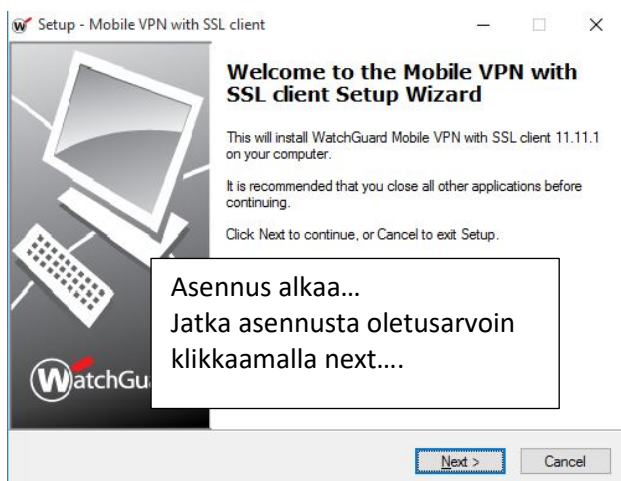 Setup - Mobile VPN with SSL client
Welcome to the Mobile VPN with
SSL client Setup Wizard
This will install WatchGuard Mobile VPN with SSL client 11.11.1
on your computer.
It is recommended that you close all other applications before
continuing.
Click Next to continue, or Cancel to exit Setup.
Asennus alkaa...
Jatka asennusta oletusarvoin
klikkaamalla next....
WatchGu
Next >
Cancel